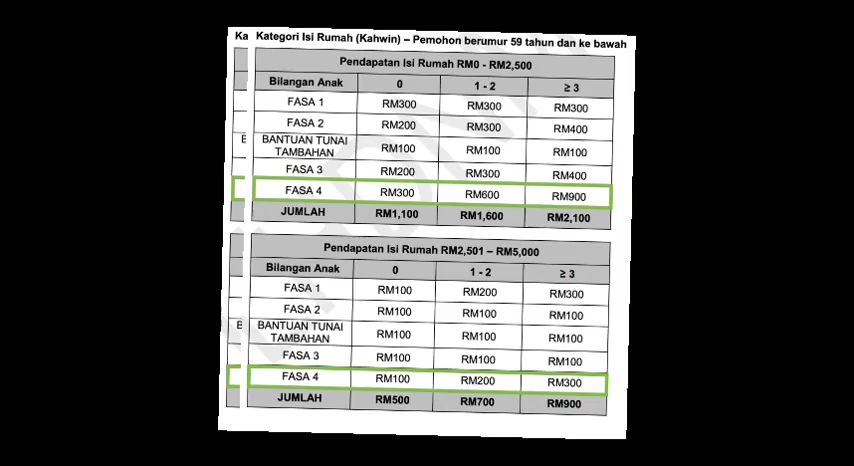 Ka Kategori Isi Rumah (Kahwin) – Pemohon berumur 59 tahun dan ke bawah
Pendapatan Isi Rumah RM0 - RM2,500
Bilangan Anak 0 1 - 2 ≥ 3
FASA 1 RM300 RM300 RM300
FASA 2 RM200 RM300 RM400
BANTUAN TUNAI
TAMBAHAN RM100 RM100 RM100
FASA 3 RM200 RM300 RM400
FASA 4 RM300 RM600 RM900
JUMLAH RM1,100 RM1,600 RM2,100
Pendapatan Isi Rumah RM2,501 – RM5,000
Bilangan Anak 0 1 - 2 ≥ 3
FASA 1 RM100 RM200 RM300
FASA 2 RM100 RM100 RM100
BANTUAN TUNAI
TAMBAHAN RM100 RM100 RM100
FASA 3 RM100 RM100 RM100
FASA 4 RM100 RM200 RM300
JUMLAH RM500 RM700 RM900